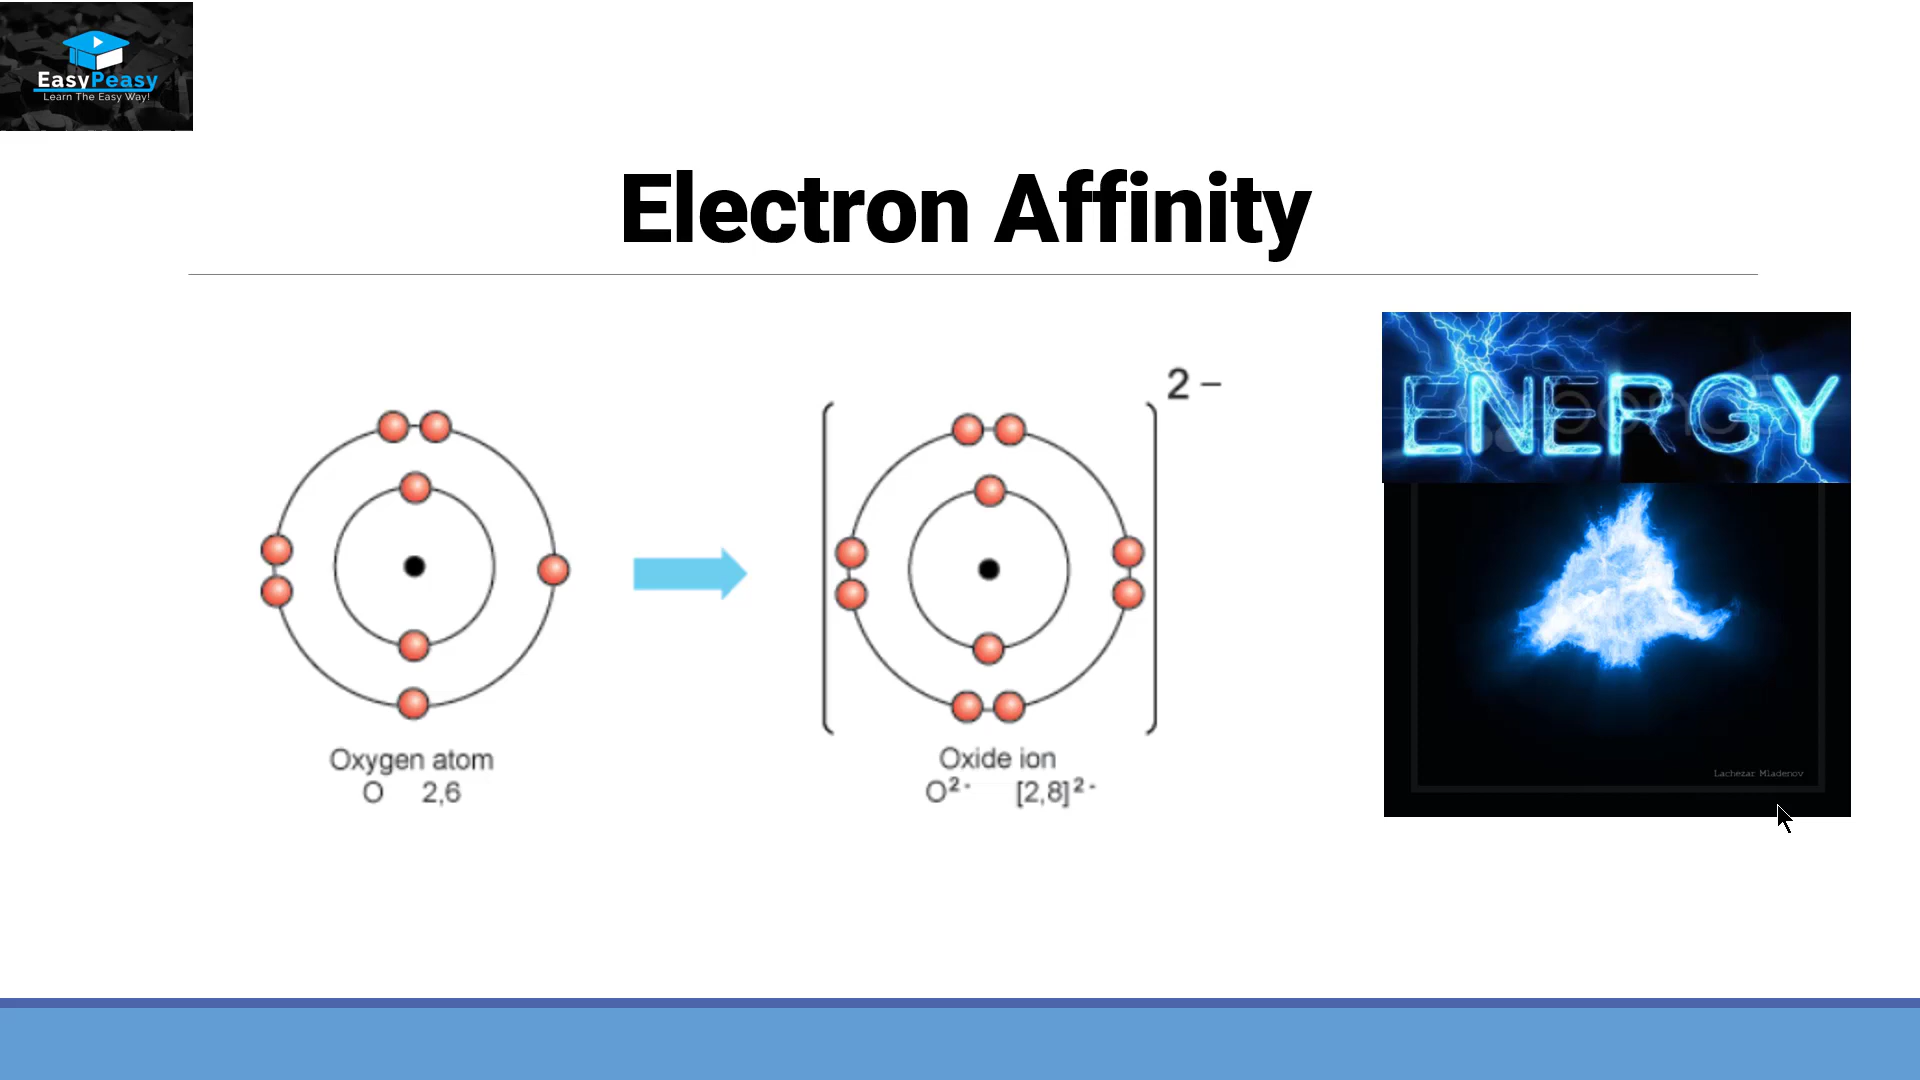 EasyPeasy
Learn The Easy Way!
Electron Affinity
ENERGY
2 –
Oxygen atom
O 2,6
Oxide ion
O²⁻ [2,8]²⁻
Lachezar Mladenov